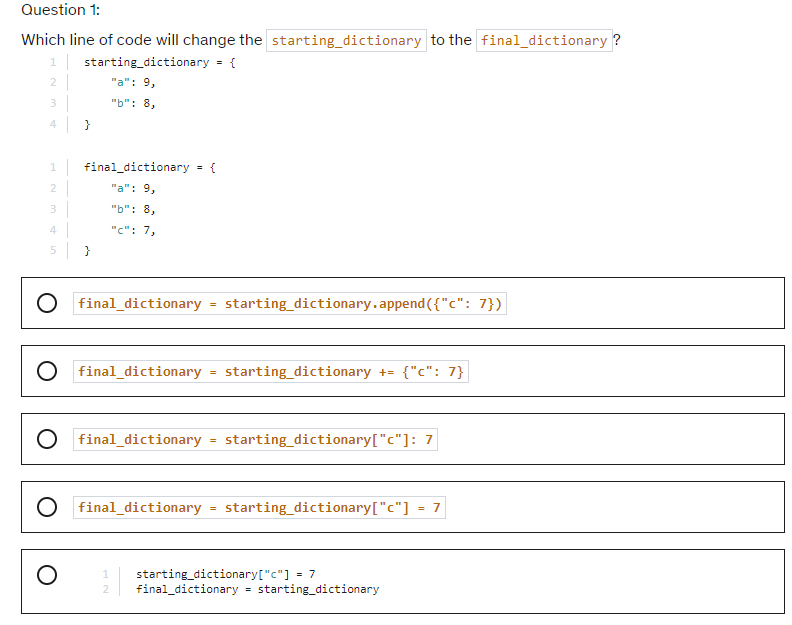 Question 1:
Which line of code will change the starting_dictionary to the final_dictionary ?
1 starting_dictionary = {
2 "a": 9,
3 "b": 8,
4 }
1 final_dictionary = {
2 "a": 9,
3 "b": 8,
4 "c": 7,
5 }
final_dictionary = starting_dictionary.append({"c": 7})
final_dictionary = starting_dictionary += {"c": 7}
final_dictionary = starting_dictionary["c"]: 7
final_dictionary = starting_dictionary["c"] = 7
1 starting_dictionary["c"] = 7
2 final_dictionary = starting_dictionary